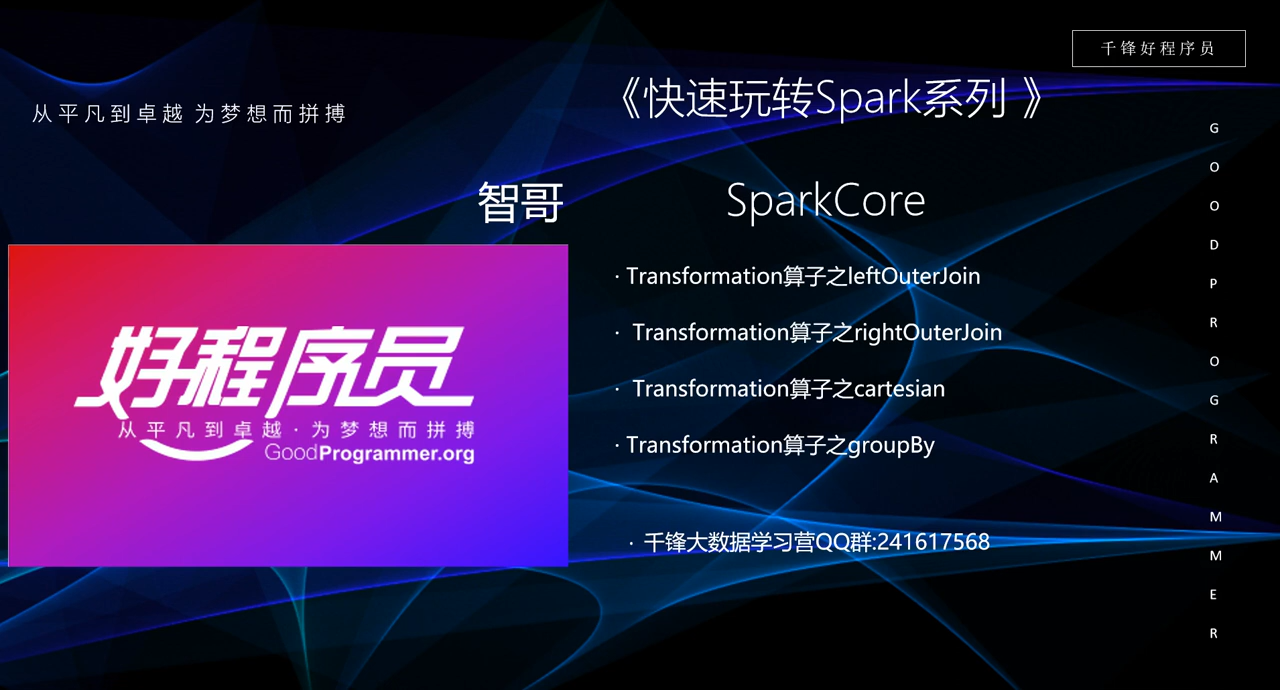 千锋好程序员
《快速玩转Spark系列 》
从平凡到卓越 为梦想而拼搏
智哥
SparkCore
· Transformation算子之leftOuterJoin
· Transformation算子之rightOuterJoin
· Transformation算子之cartesian
· Transformation算子之groupBy
· 千锋大数据学习营QQ群:241617568
好程序员
从平凡到卓越·为梦想而拼搏
GoodProgrammer.org
GOODPROGRAMMER